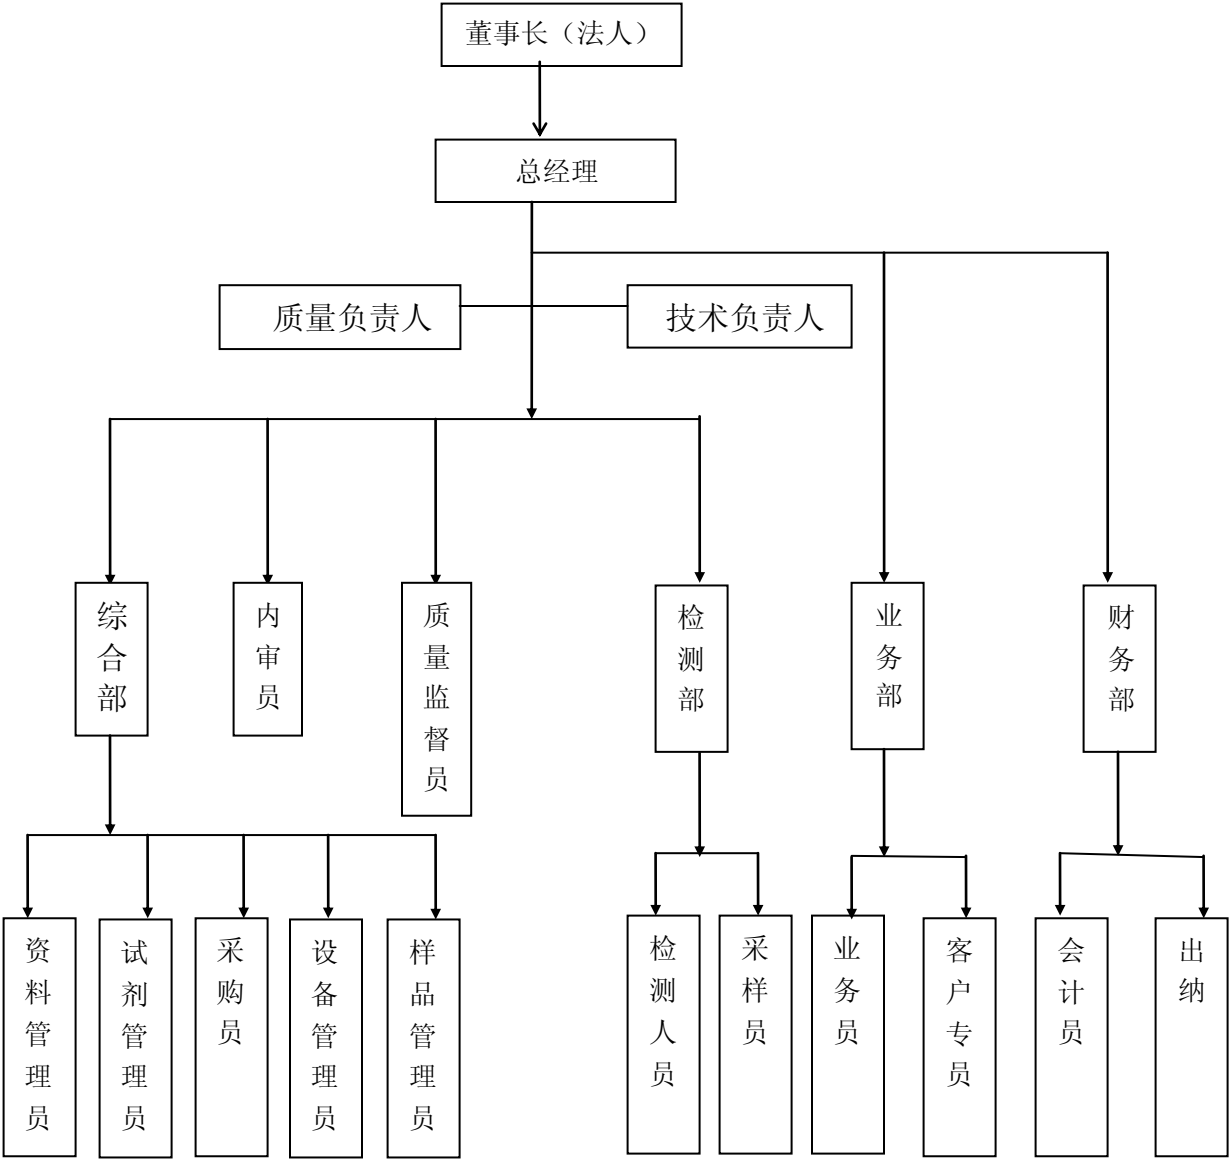 董事长（法人）
总经理
质量负责人
技术负责人
综合部
内审员
质量监督员
检测部
业务部
财务部
资料管理员
试剂管理员
采购员
设备管理员
样品管理员
检测人员
采样员
业务员
客户专员
会计员
出纳